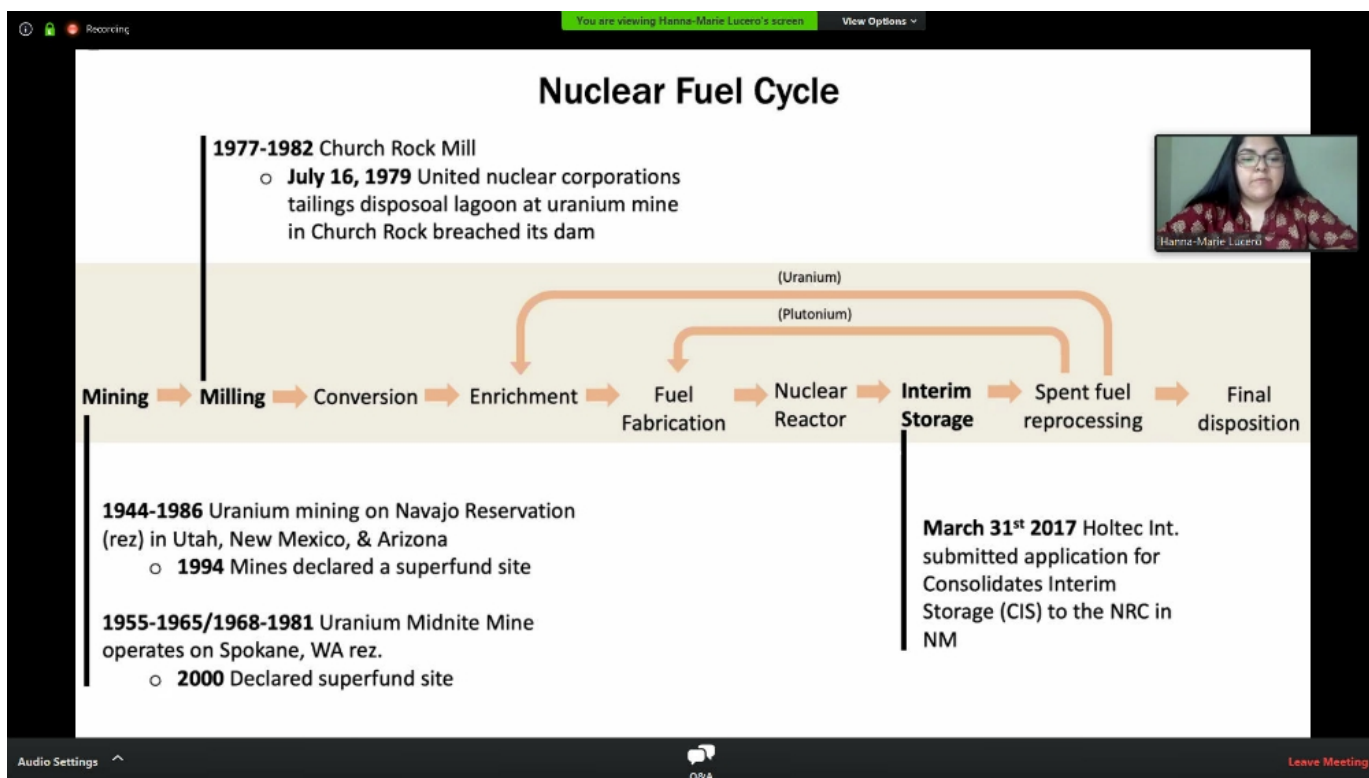 Recording
You are viewing Hanna-Marie Lucero's screen
View Options
Nuclear Fuel Cycle
1977-1982 Church Rock Mill
o July 16, 1979 United nuclear corporations
tailings disposoal lagoon at uranium mine
in Church Rock breached its dam
Hanna-Marie Lucero
(Uranium)
(Plutonium)
Mining
Milling
Conversion
Enrichment
Fuel
Fabrication
Nuclear
Reactor
Interim
Storage
Spent fuel
reprocessing
Final
disposition
1944-1986 Uranium mining on Navajo Reservation
(rez) in Utah, New Mexico, & Arizona
o 1994 Mines declared a superfund site
1955-1965/1968-1981 Uranium Midnite Mine
operates on Spokane, WA rez.
o 2000 Declared superfund site
March 31st 2017 Holtec Int.
submitted application for
Consolidates Interim
Storage (CIS) to the NRC in
NM
Audio Settings
Q&A
Leave Meeting